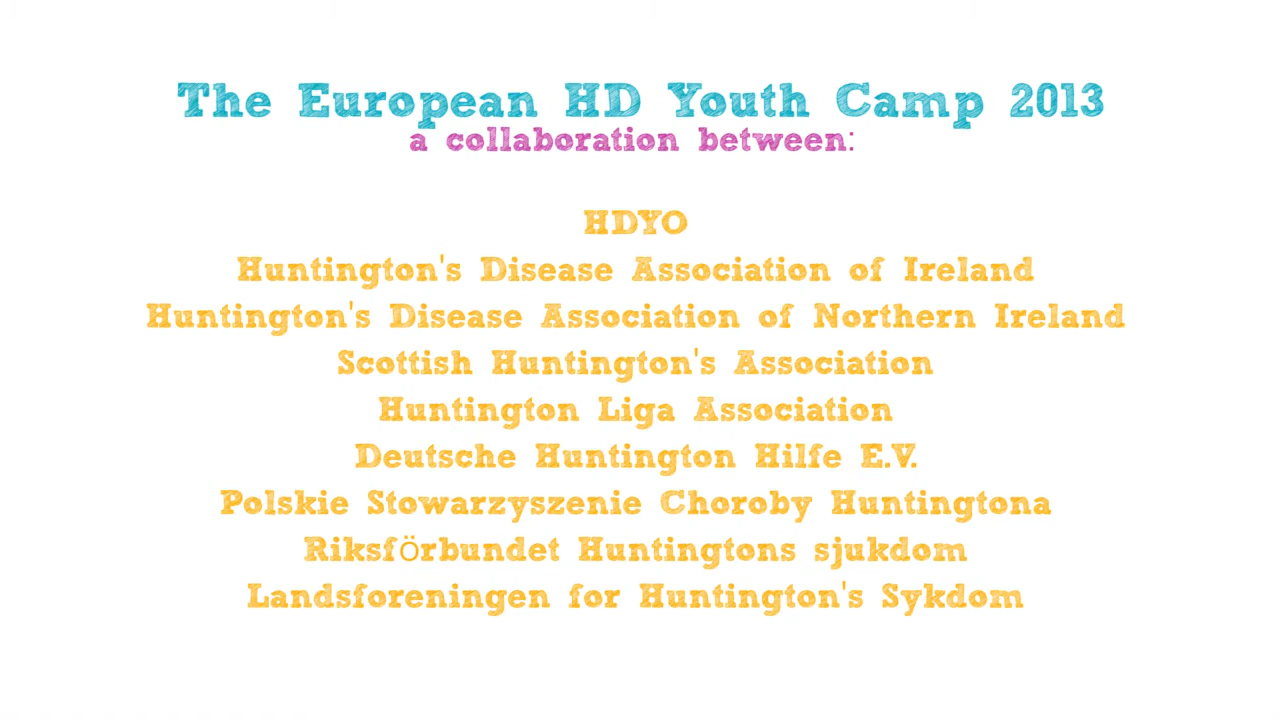 The European HD Youth Camp 2013
a collaboration between:
HDYO
Huntington's Disease Association of Ireland
Huntington's Disease Association of Northern Ireland
Scottish Huntington's Association
Huntington Liga Association
Deutsche Huntington Hilfe E.V.
Polskie Stowarzyszenie Choroby Huntingtona
Riksförbundet Huntingtons sjukdom
Landsforeningen for Huntington's Sykdom